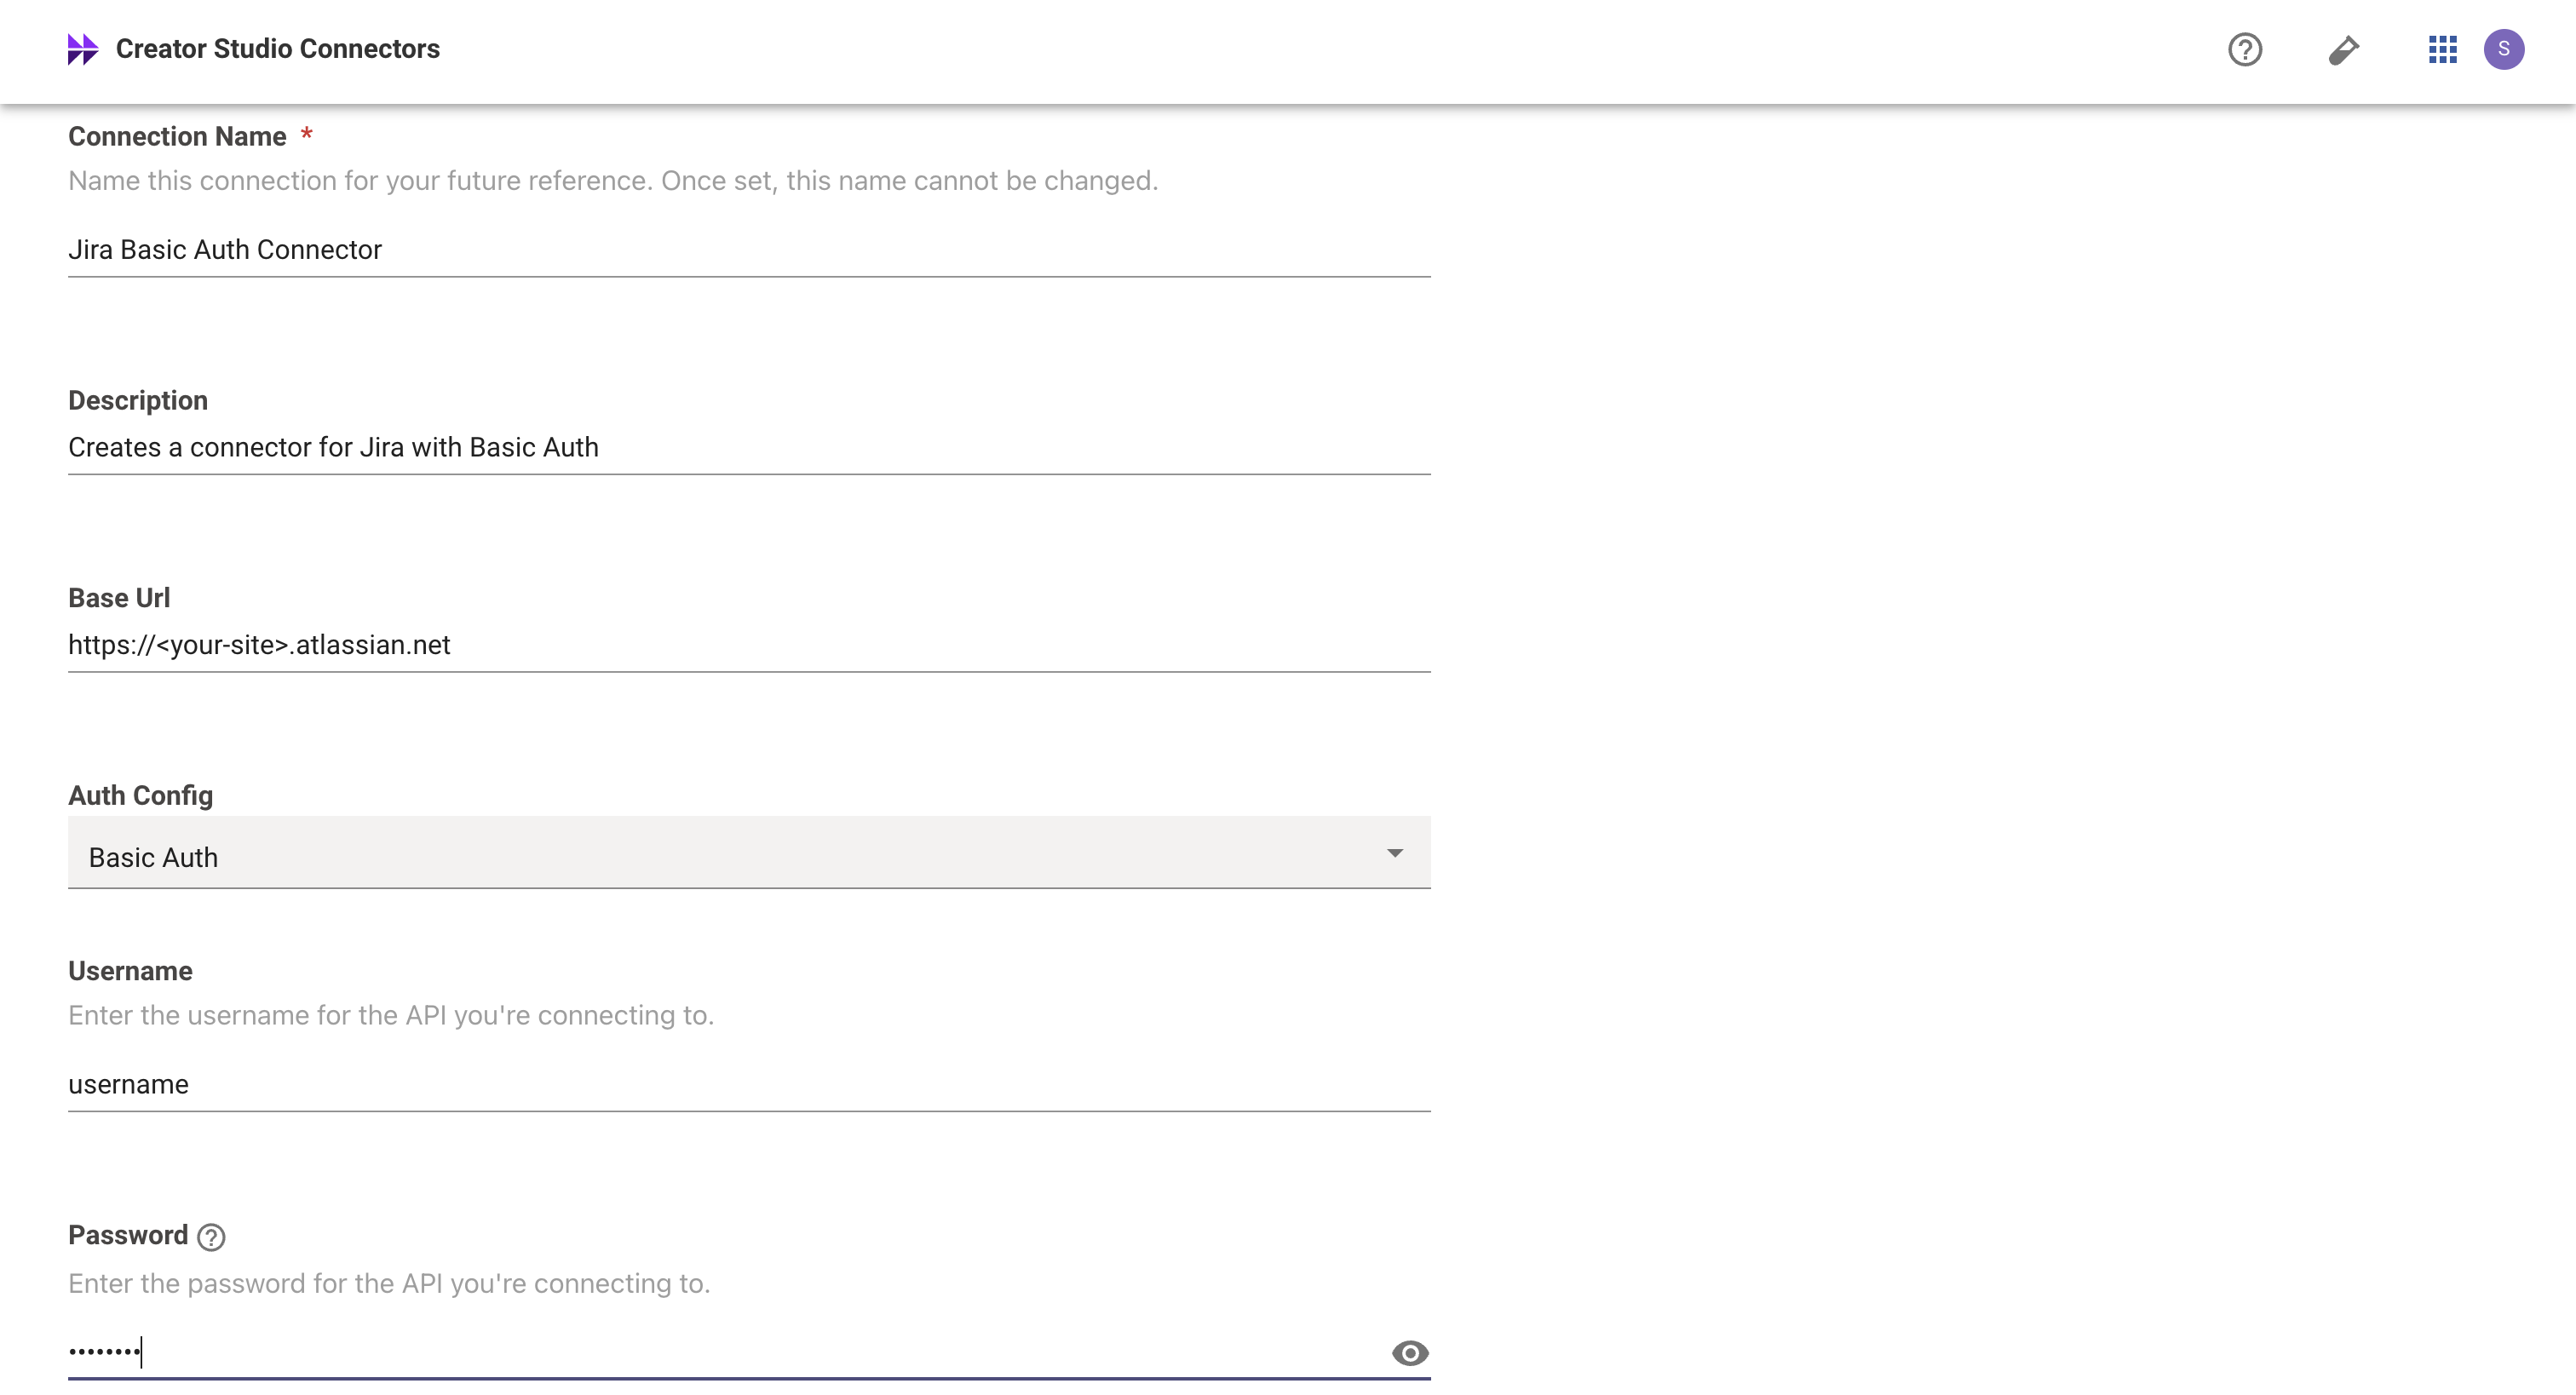 Creator Studio Connectors
S
Connection Name *
Name this connection for your future reference. Once set, this name cannot be changed.
Jira Basic Auth Connector
Description
Creates a connector for Jira with Basic Auth
Base Url
https://<your-site>.atlassian.net
Auth Config
Basic Auth
Username
Enter the username for the API you're connecting to.
username
Password ?
Enter the password for the API you're connecting to.
••••••••